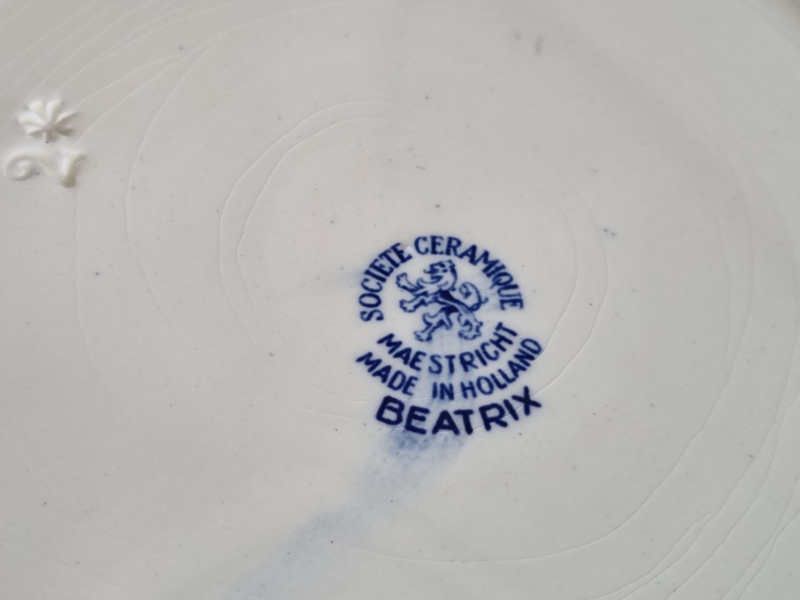 SOCIETE CERAMIQUE
MAESTRICHT
MADE IN HOLLAND
BEATRIX